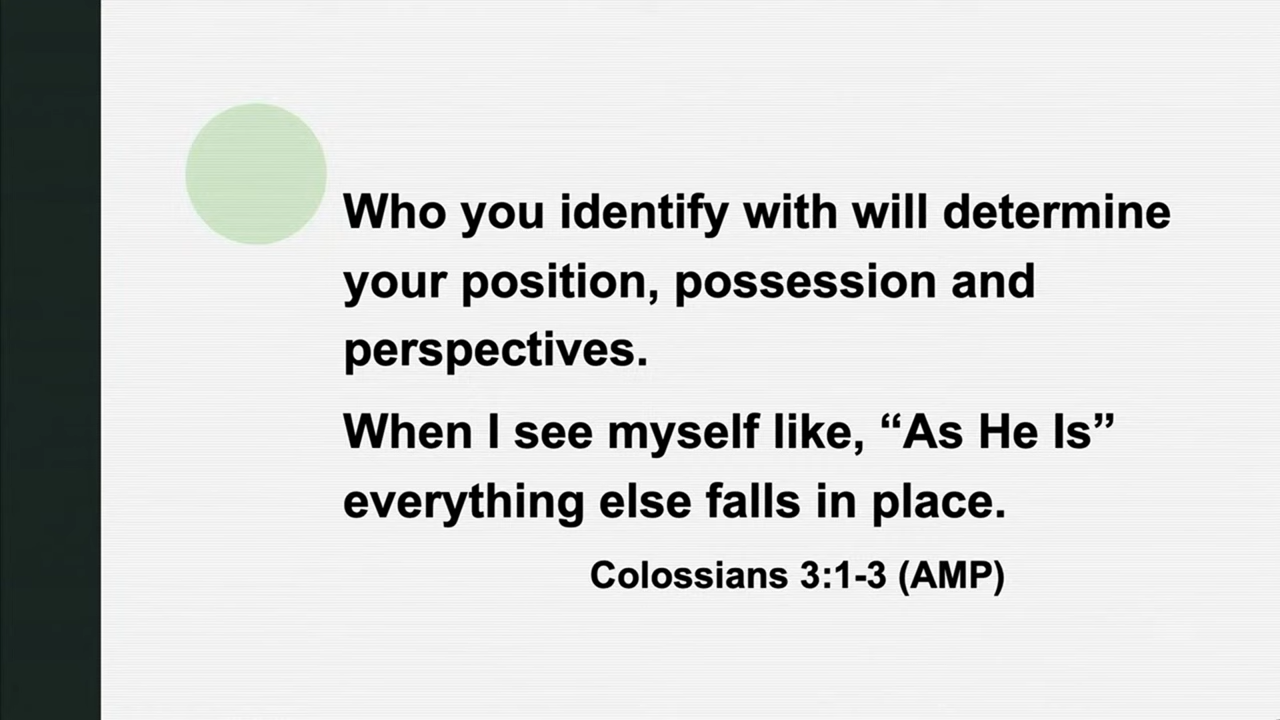 Who you identify with will determine
your position, possession and
perspectives.
When I see myself like, “As He Is”
everything else falls in place.
Colossians 3:1-3 (AMP)